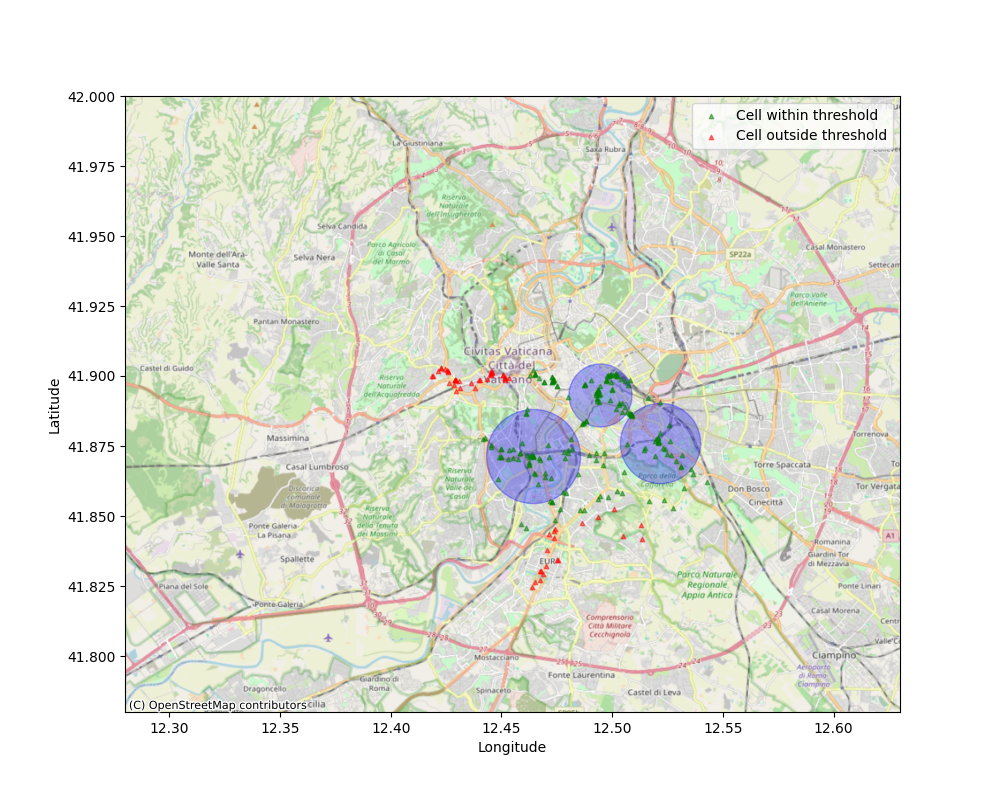 42.000
41.975
41.950
41.925
41.900
41.875
41.850
41.825
41.800
Latitude
12.30
12.35
12.40
12.45
12.50
12.55
12.60
Longitude
Cell within threshold
Cell outside threshold
La Giustiniana
Saxa Rubra
Riserva
Naturale
dell'Insugherata
Selva Candida
Parco Agricolo
di Casal
del Marmo
Monte dell'Ara-
Valle Santa
Selva Nera
SP22a
Casal Monastero
Settecam
Parco Valle
dell'Aniene
Pantan Monastero
Civitas Vaticana
Città del
Vaticano
Castel di Guido
Riserva
Naturale
dell'Acquafredda
Massimina
Casal Lumbroso
Discarica
comunale
di Malagrotta
Riserva
Naturale
di Valle dei
Casali
Riserva
Naturale
della Tenuta
dei Massimi
Ponte Galeria-
La Pisana
Spallette
Torrenova
Torre Spaccata
Parco della
Caffarella
Don Bosco
Cinecittà
Tor Vergata
A1
Romanina
Giardini Tor
di Mezzavia
Ponte Linari
EUR
Parco Naturale
Regionale
Appia Antica
Piana del Sole
Ponte Galeria
Comprensorio
Città Militare
Cecchignola
Casal Morena
Ciampino
Aeroporto
di Roma-
Ciampino
Mostacciano
Fonte Laurentina
Giardino di
Roma
Dragoncello
Spinaceto
Castel di Leva
(C) OpenStreetMap contributors